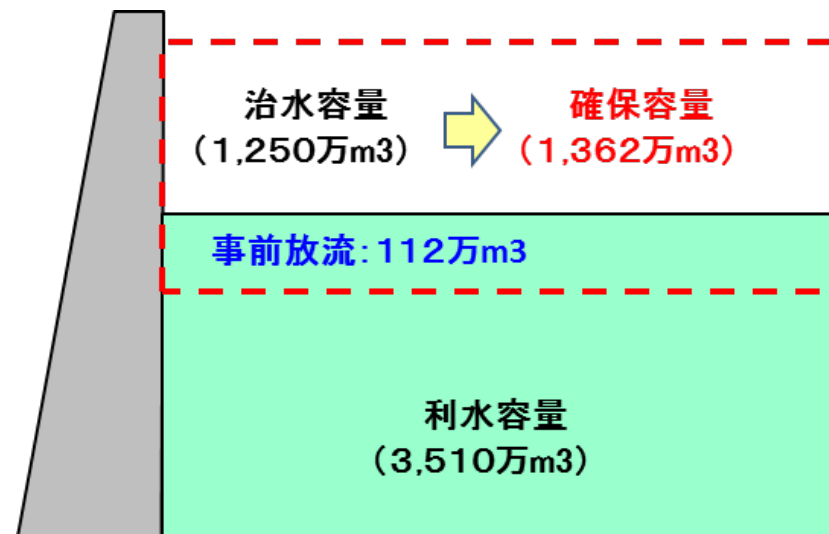 治水容量
（1,250万m3）
確保容量
（1,362万m3）
事前放流：112万m3
利水容量
（3,510万m3）